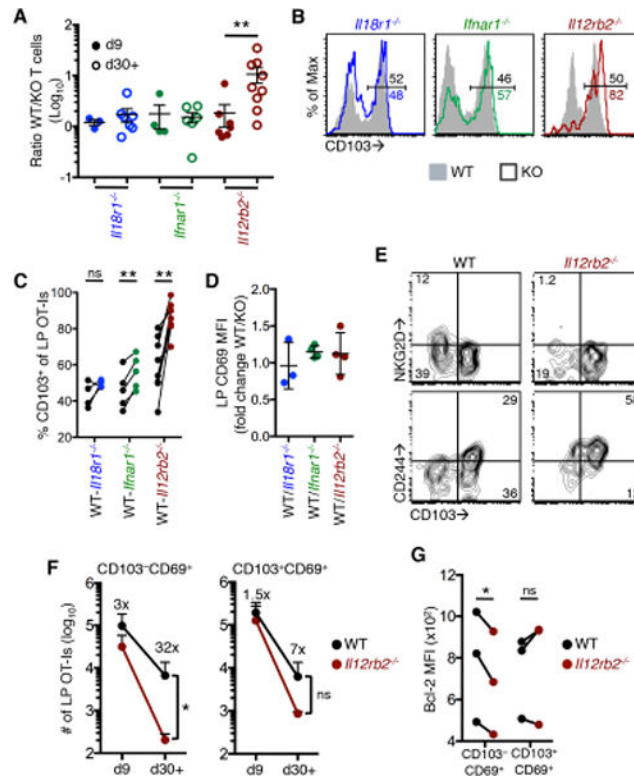 A
Ratio WT/KO T cells
(Log10)
2
1
0
-1
d9
d30+
**
Il18r1-/-
Ifnar1-/-
Il12rb2-/-
B
Il18r1-/-
Ifnar1-/-
Il12rb2-/-
% of Max
52
48
46
57
50
82
CD103→
WT
KO
C
% CD103+ of LP OT-Is
100
80
60
40
20
ns
**
**
WT-Il18r1-/-
WT-Ifnar1-/-
WT-Il12rb2-/-
D
LP CD69 MFI
(fold change WT/KO)
2.0
1.5
1.0
0.5
0.0
WT/Il18r1-/-
WT/Ifnar1-/-
WT/Il12rb2-/-
E
WT
Il12rb2-/-
NKG2D→
12
39
1.2
19
CD244→
29
36
CD103→
F
CD103-CD69+
CD103+CD69+
# of LP OT-Is (log10)
6
5
4
3
2
3x
32x
*
d9
d30+
6
5
4
3
2
1.5x
7x
ns
d9
d30+
WT
Il12rb2-/-
G
Bcl-2 MFI (x10²)
12
10
8
6
4
*
ns
WT
Il12rb2-/-
CD103-
CD69+
CD103+
CD69+